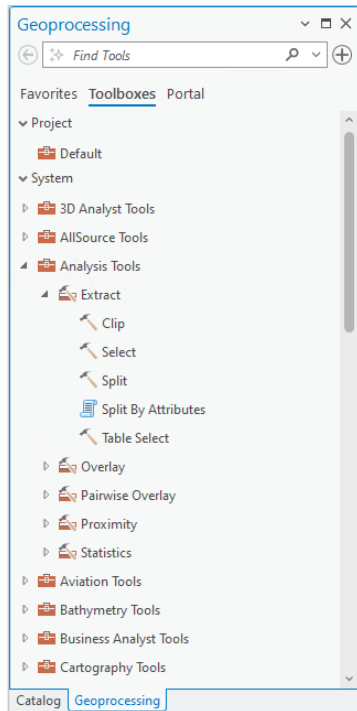 Geoprocessing
Find Tools
Favorites Toolboxes Portal
Project
Default
System
3D Analyst Tools
AllSource Tools
Analysis Tools
Extract
Clip
Select
Split
Split By Attributes
Table Select
Overlay
Pairwise Overlay
Proximity
Statistics
Aviation Tools
Bathymetry Tools
Business Analyst Tools
Cartography Tools
Catalog Geoprocessing